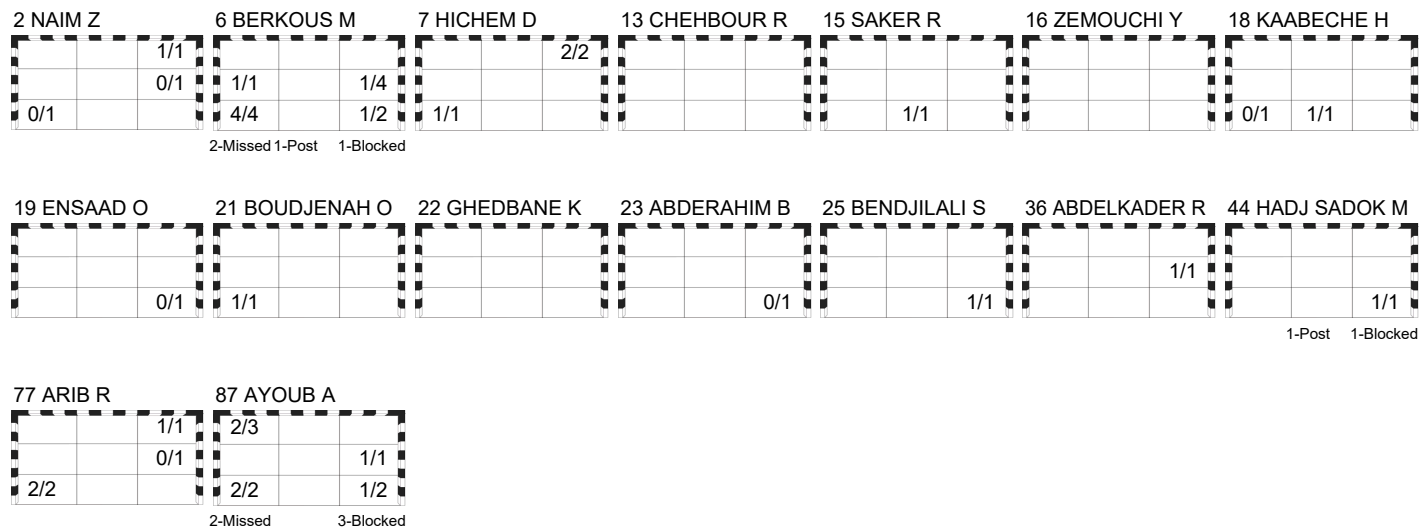 2 NAIM Z 6 BERKOUS M 7 HICHEM D 13 CHEHBOUR R 15 SAKER R 16 ZEMOUCHI Y 18 KAABECHE H
1/1 2/2
0/1 1/1 1/4
0/1 4/4 1/2 1/1 1/1 0/1 1/1
2-Missed 1-Post 1-Blocked
19 ENSAAD O 21 BOUDJENAH O 22 GHEDBANE K 23 ABDERAHIM B 25 BENDJILALI S 36 ABDELKADER R 44 HADJ SADOK M
1/1
0/1 1/1 0/1 1/1 1/1
1-Post 1-Blocked
77 ARIB R 87 AYOUB A
1/1 2/3
0/1 1/1
2/2 2/2 1/2
2-Missed 3-Blocked